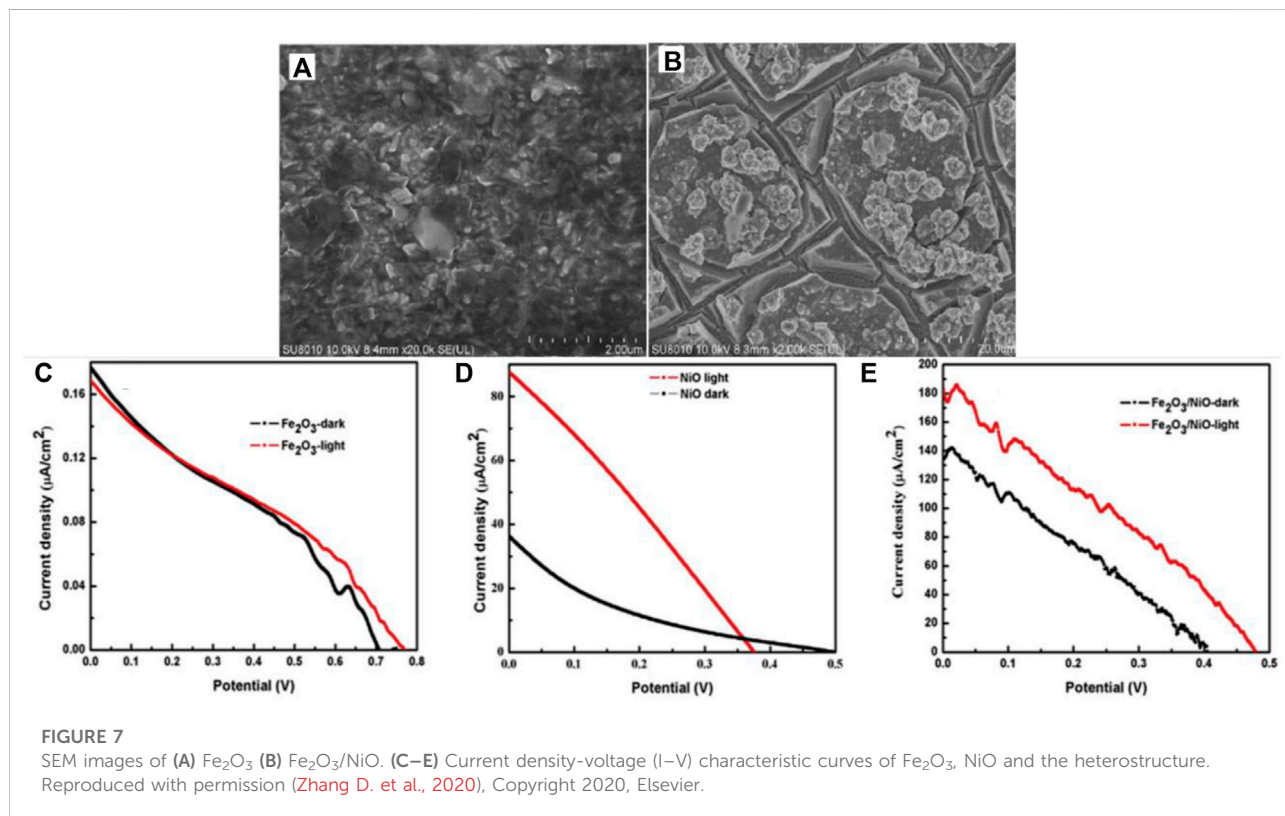 A
B
SU8010 10.0kV 8.4mm x20.0k SE(UL) 2.00um
SU8010 10.0kV 8.3mm x2.00k SE(UL) 20.0um
C
Current density (μA/cm²)
0.16
0.12
0.08
0.04
0.00
Fe₂O₃-dark
Fe₂O₃-light
0.0 0.1 0.2 0.3 0.4 0.5 0.6 0.7 0.8
Potential (V)
D
Current density (μA/cm²)
80
60
40
20
0
NiO light
NiO dark
0.0 0.1 0.2 0.3 0.4 0.5
Potential (V)
E
Current density (μA/cm²)
200
180
160
140
120
100
80
60
40
20
0
Fe₂O₃/NiO-dark
Fe₂O₃/NiO-light
0.0 0.1 0.2 0.3 0.4 0.5
Potential (V)
FIGURE 7
SEM images of (A) Fe₂O₃ (B) Fe₂O₃/NiO. (C–E) Current density-voltage (I–V) characteristic curves of Fe₂O₃, NiO and the heterostructure.
Reproduced with permission (Zhang D. et al., 2020), Copyright 2020, Elsevier.